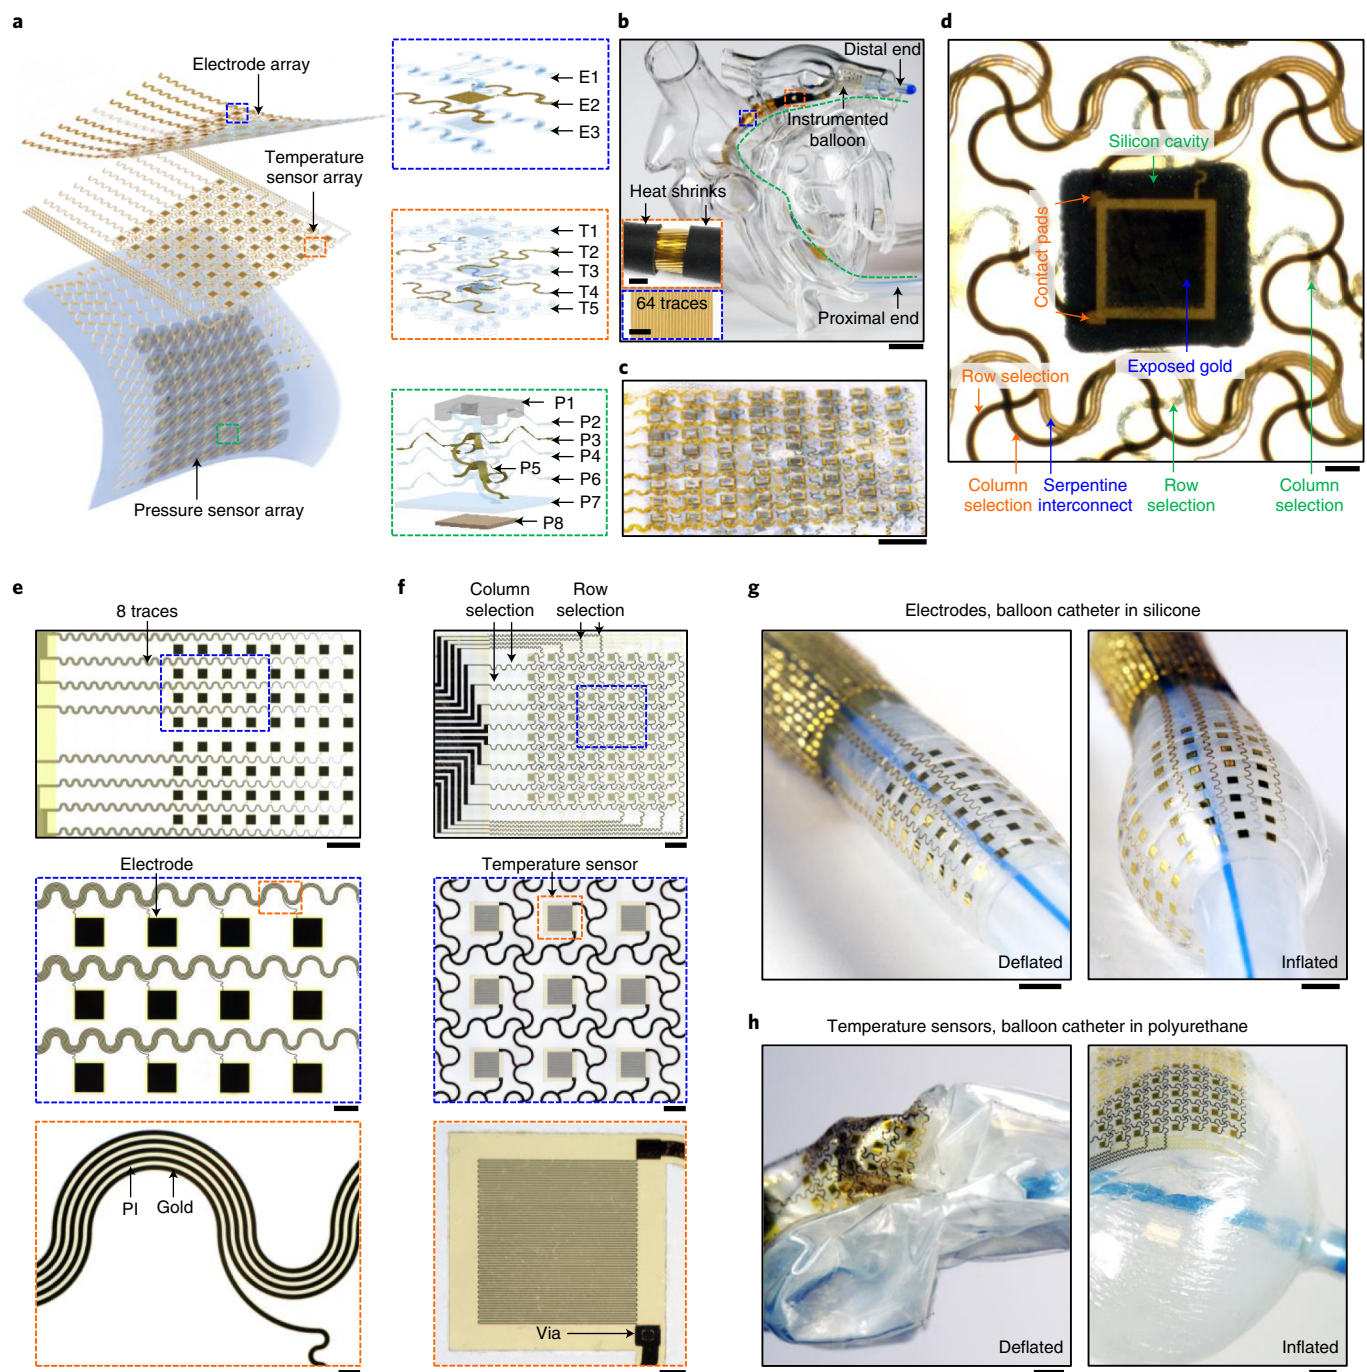 a
Electrode array
Temperature
sensor array
Pressure sensor array
E1
E2
E3
T1
T2
T3
T4
T5
P1
P2
P3
P4
P5
P6
P7
P8
b
Distal end
Instrumented
balloon
Heat shrinks
64 traces
Proximal end
c
d
Silicon cavity
Contact pads
Exposed gold
Row selection
Column
selection
Serpentine
interconnect
Row
selection
Column
selection
e
8 traces
Electrode
PI
Gold
f
Column
selection
Row
selection
Temperature sensor
Via
g
Electrodes, balloon catheter in silicone
Deflated
Inflated
h
Temperature sensors, balloon catheter in polyurethane
Deflated
Inflated